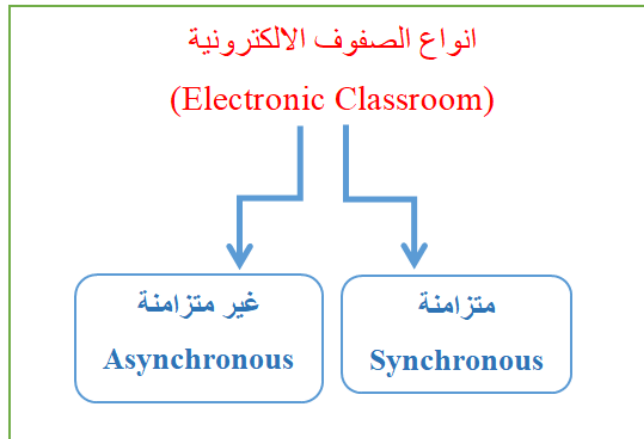 انواع الصفوف الالكترونية
(Electronic Classroom)
متزامنة
Synchronous
غير متزامنة
Asynchronous